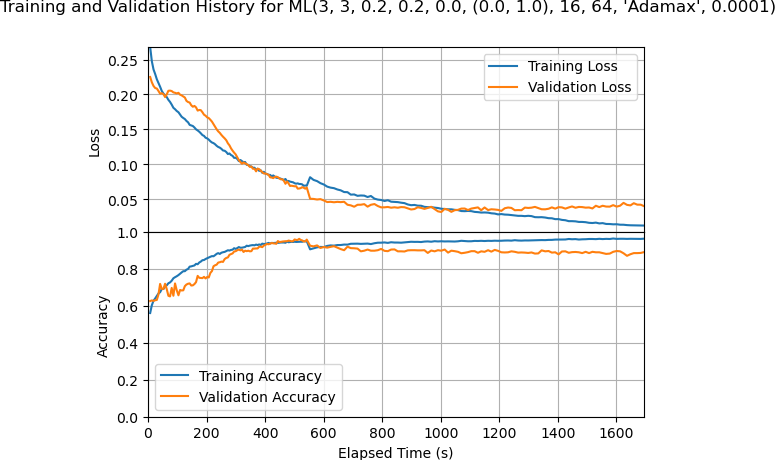 Training and Validation History for ML(3, 3, 0.2, 0.2, 0.0, (0.0, 1.0), 16, 64, 'Adamax', 0.0001)
0.25
0.20
0.15
0.10
0.05
Loss
Training Loss
Validation Loss
1.0
0.8
0.6
0.4
0.2
0.0
Accuracy
Training Accuracy
Validation Accuracy
0 200 400 600 800 1000 1200 1400 1600
Elapsed Time (s)